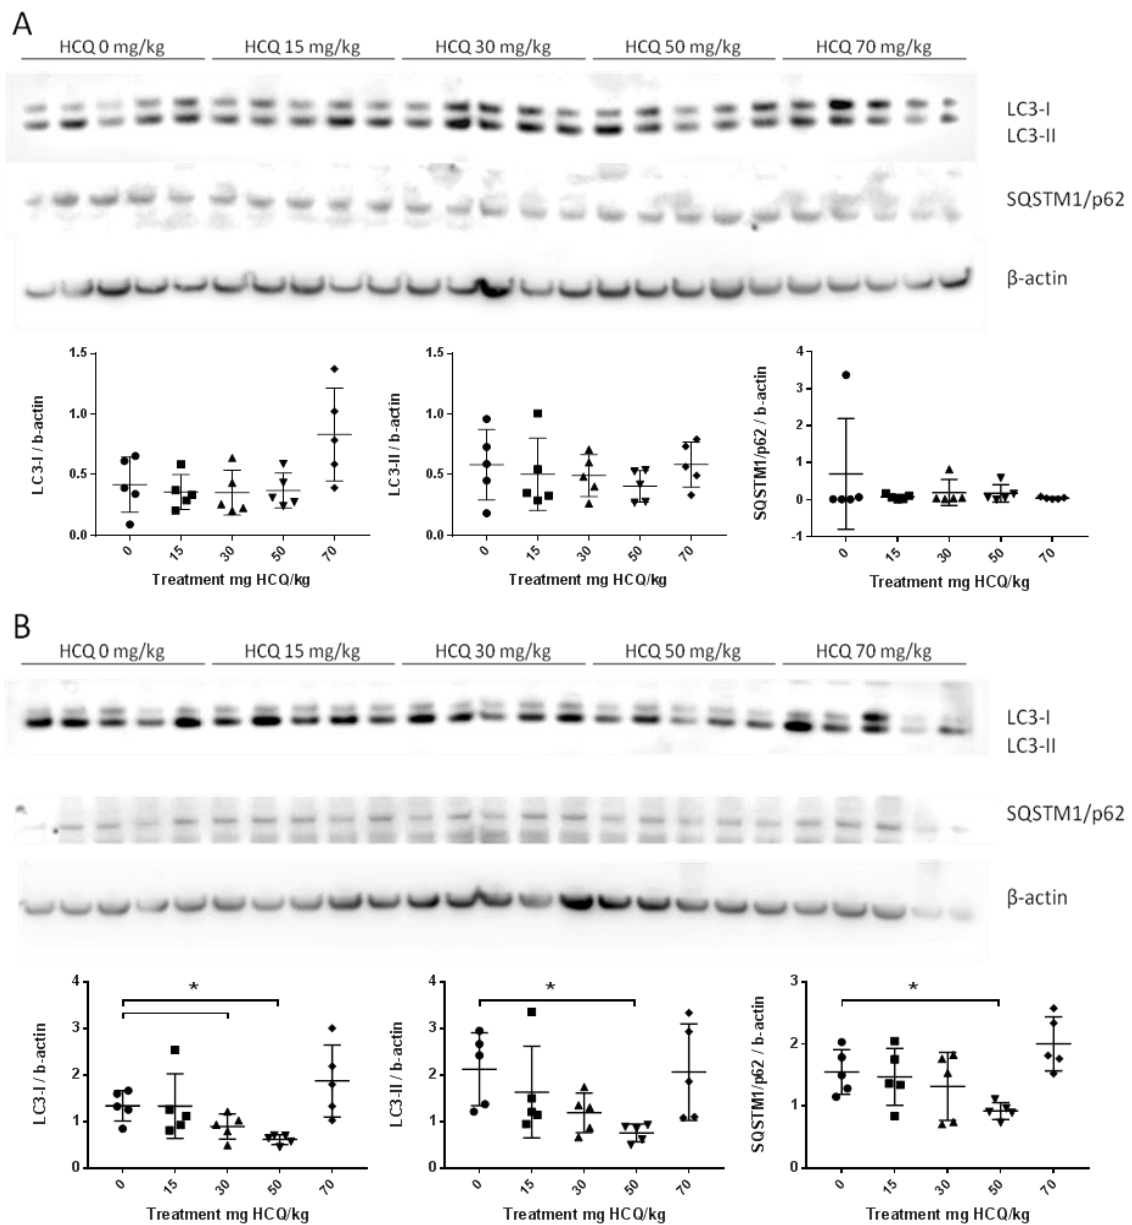 A
HCQ 0 mg/kg HCQ 15 mg/kg HCQ 30 mg/kg HCQ 50 mg/kg HCQ 70 mg/kg
LC3-I
LC3-II
SQSTM1/p62
β-actin
LC3-I / b-actin
1.5
1.0
0.5
0.0
0 15 30 50 70
Treatment mg HCQ/kg
LC3-II / b-actin
1.5
1.0
0.5
0.0
0 15 30 50 70
Treatment mg HCQ/kg
SQSTM1/p62 / b-actin
4
3
2
1
0
-1
0 15 30 50 70
Treatment mg HCQ/kg
B
HCQ 0 mg/kg HCQ 15 mg/kg HCQ 30 mg/kg HCQ 50 mg/kg HCQ 70 mg/kg
LC3-I
LC3-II
SQSTM1/p62
β-actin
LC3-I / b-actin
4
3
2
1
0
*
0 15 30 50 70
Treatment mg HCQ/kg
LC3-II / b-actin
4
3
2
1
0
*
0 15 30 50 70
Treatment mg HCQ/kg
SQSTM1/p62 / b-actin
3
2
1
0
*
0 15 30 50 70
Treatment mg HCQ/kg